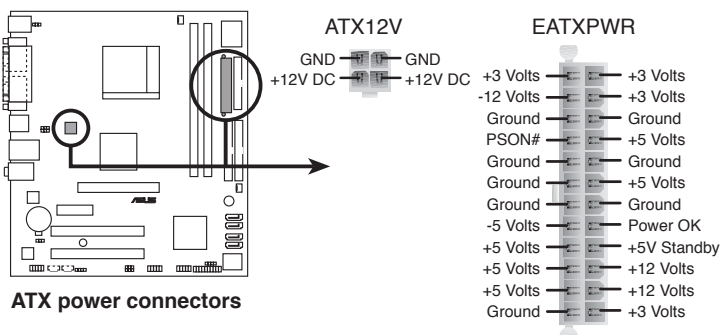 ATX12V
GND GND
+12V DC +12V DC
EATXPWR
+3 Volts +3 Volts
-12 Volts +3 Volts
Ground Ground
PSON# +5 Volts
Ground Ground
Ground +5 Volts
Ground Ground
-5 Volts Power OK
+5 Volts +5V Standby
+5 Volts +12 Volts
+5 Volts +12 Volts
Ground +3 Volts
ASUS
ATX power connectors